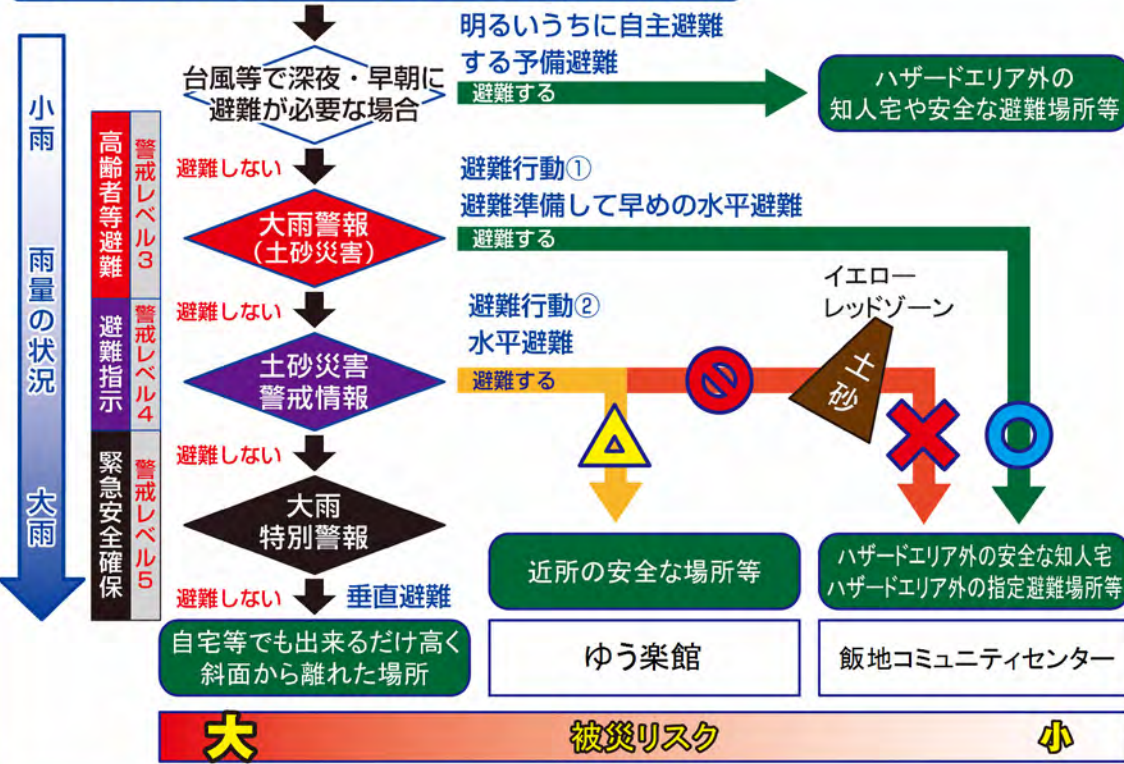 明るいうちに自主避難
する予備避難
避難する
台風等で深夜・早朝に
避難が必要な場合
ハザードエリア外の
知人宅や安全な避難場所等
小雨 雨量の状況 大雨
高齢者等避難
警戒レベル3
避難しない
避難行動①
避難準備して早めの水平避難
避難する
大雨警報
(土砂災害)
避難指示
警戒レベル4
避難しない
避難行動②
水平避難
避難する
イエロー
レッドゾーン
土砂
土砂災害
警戒情報
緊急安全確保
警戒レベル5
避難しない
大雨
特別警報
避難しない
垂直避難
自宅等でも出来るだけ高く
斜面から離れた場所
近所の安全な場所等
ハザードエリア外の安全な知人宅
ハザードエリア外の指定避難場所等
ゆう楽館
飯地コミュニティセンター
大 被災リスク 小